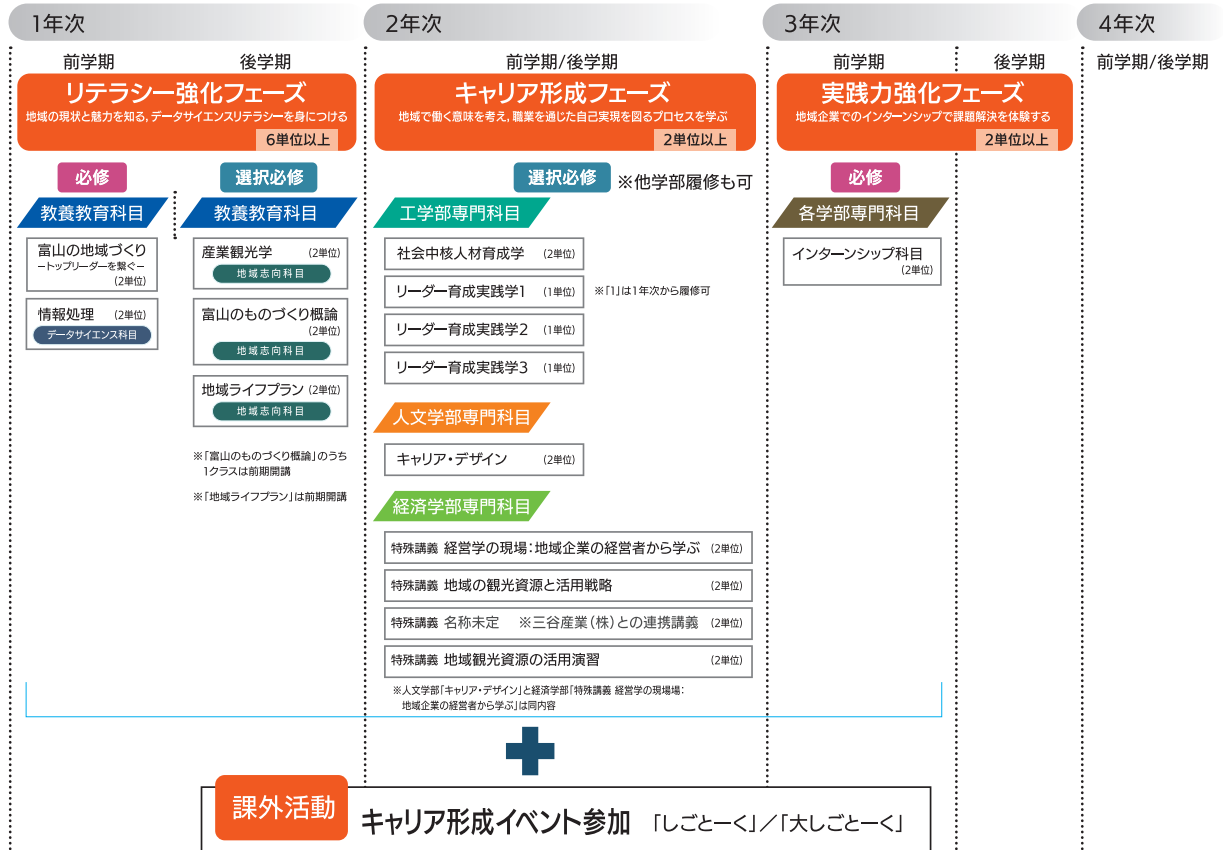 1年次
2年次
3年次
4年次
前学期
後学期
前学期/後学期
前学期
後学期
前学期/後学期
リテラシー強化フェーズ
地域の現状と魅力を知る,データサイエンスリテラシーを身につける
6単位以上
キャリア形成フェーズ
地域で働く意味を考え,職業を通じた自己実現を図るプロセスを学ぶ
2単位以上
実践力強化フェーズ
地域企業でのインターンシップで課題解決を体験する
2単位以上
必修
教養教育科目
富山の地域づくり
ートップリーダーを繋ぐー
(2単位)
情報処理 (2単位)
データサイエンス科目
選択必修
教養教育科目
産業観光学 (2単位)
地域志向科目
富山のものづくり概論
(2単位)
地域志向科目
地域ライフプラン (2単位)
地域志向科目
※「富山のものづくり概論」のうち
1クラスは前期開講
※「地域ライフプラン」は前期開講
選択必修 ※他学部履修も可
工学部専門科目
社会中核人材育成学 (2単位)
リーダー育成実践学1 (1単位) ※「1」は1年次から履修可
リーダー育成実践学2 (1単位)
リーダー育成実践学3 (1単位)
人文学部専門科目
キャリア・デザイン (2単位)
経済学部専門科目
特殊講義 経営学の現場:地域企業の経営者から学ぶ (2単位)
特殊講義 地域の観光資源と活用戦略 (2単位)
特殊講義 名称未定 ※三谷産業(株)との連携講義 (2単位)
特殊講義 地域観光資源の活用演習 (2単位)
※人文学部「キャリア・デザイン」と経済学部「特殊講義 経営学の現場場:
地域企業の経営者から学ぶ」は同内容
必修
各学部専門科目
インターンシップ科目
(2単位)
課外活動
キャリア形成イベント参加 「しごとーく」/「大しごとーく」